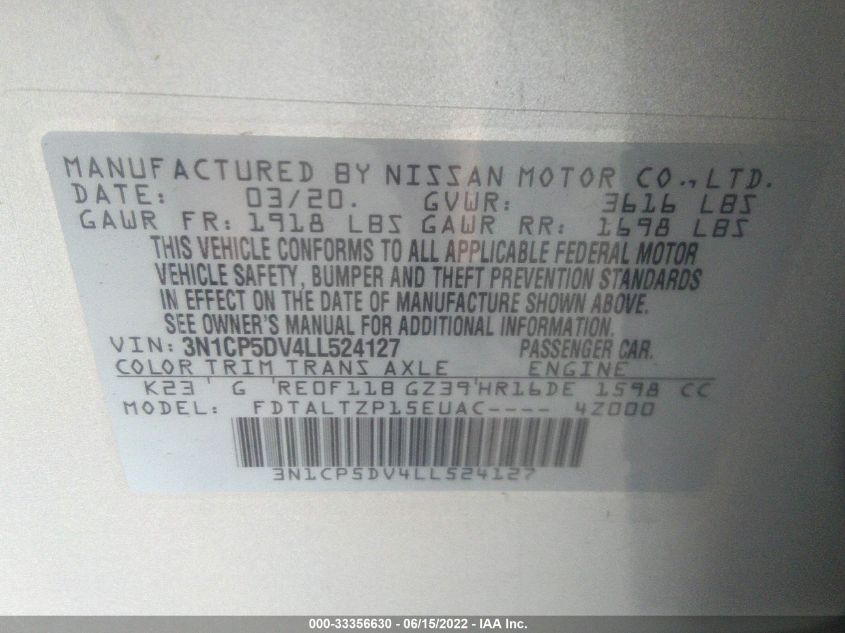 MANUFACTURED BY NISSAN MOTOR CO., LTD.
DATE: 03/20. GVWR: 3616 LBS
GAWR FR: 1918 LBS GAWR RR: 1698 LBS
THIS VEHICLE CONFORMS TO ALL APPLICABLE FEDERAL MOTOR
VEHICLE SAFETY, BUMPER AND THEFT PREVENTION STANDARDS
IN EFFECT ON THE DATE OF MANUFACTURE SHOWN ABOVE.
SEE OWNER'S MANUAL FOR ADDITIONAL INFORMATION.
VIN: 3N1CP5DV4LL524127 PASSENGER CAR.
COLOR TRIM TRANS AXLE ENGINE
K23 ' G ' RE0F11B GZ39 ' HR16DE 1598 CC
MODEL: FDTALTZP15EUAC---- 4Z000
3N1CP5DV4LL524127
000-33356630 - 06/15/2022 - IAA Inc.